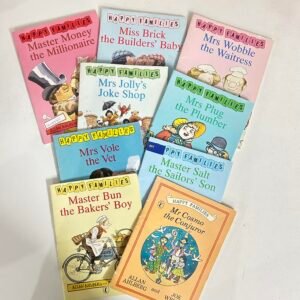 HAPPY FAMILIES
Master Money
the Millionaire
HAPPY FAMILIES
Miss Brick
the Builders' Baby
HAPPY FAMILIES
Mrs Wobble
the Waitress
HAPPY FAMILIES
Mrs Jolly's
Joke Shop
HAPPY FAMILIES
Mrs Plug
the Plumber
HAPPY FAMILIES
Mrs Vole
the Vet
HAPPY FAMILIES
Master Salt
the Sailors' Son
HAPPY FAMILIES
Master Bun
the Bakers' Boy
ALLAN AHLBERG
HAPPY FAMILIES
Mr Cosmo
the Conjuror
ALLAN
AHLBERG
and